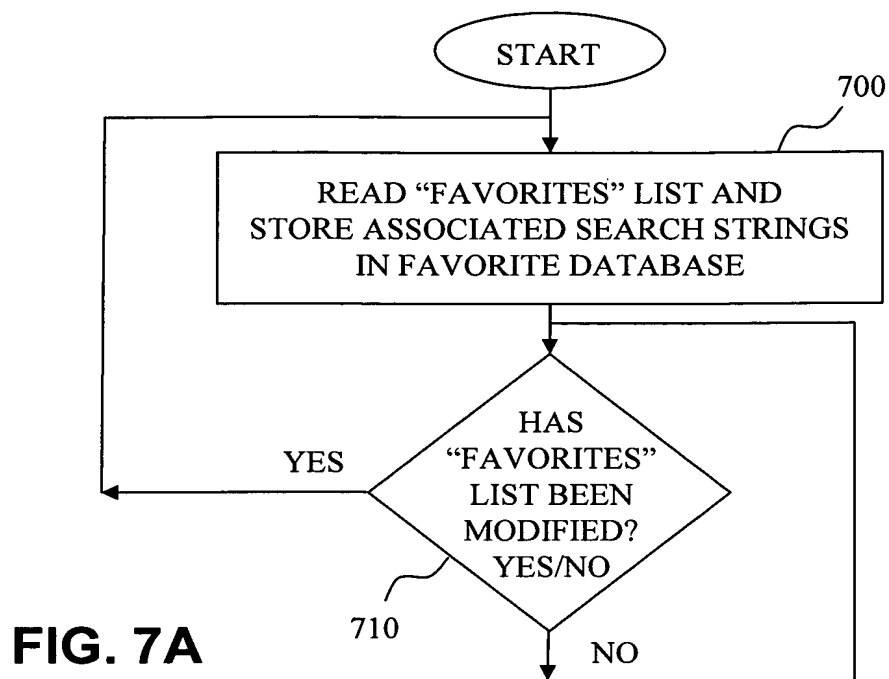 START
700
READ “FAVORITES” LIST AND
STORE ASSOCIATED SEARCH STRINGS
IN FAVORITE DATABASE
HAS
“FAVORITES”
LIST BEEN
MODIFIED?
YES/NO
YES
710
NO
FIG. 7A